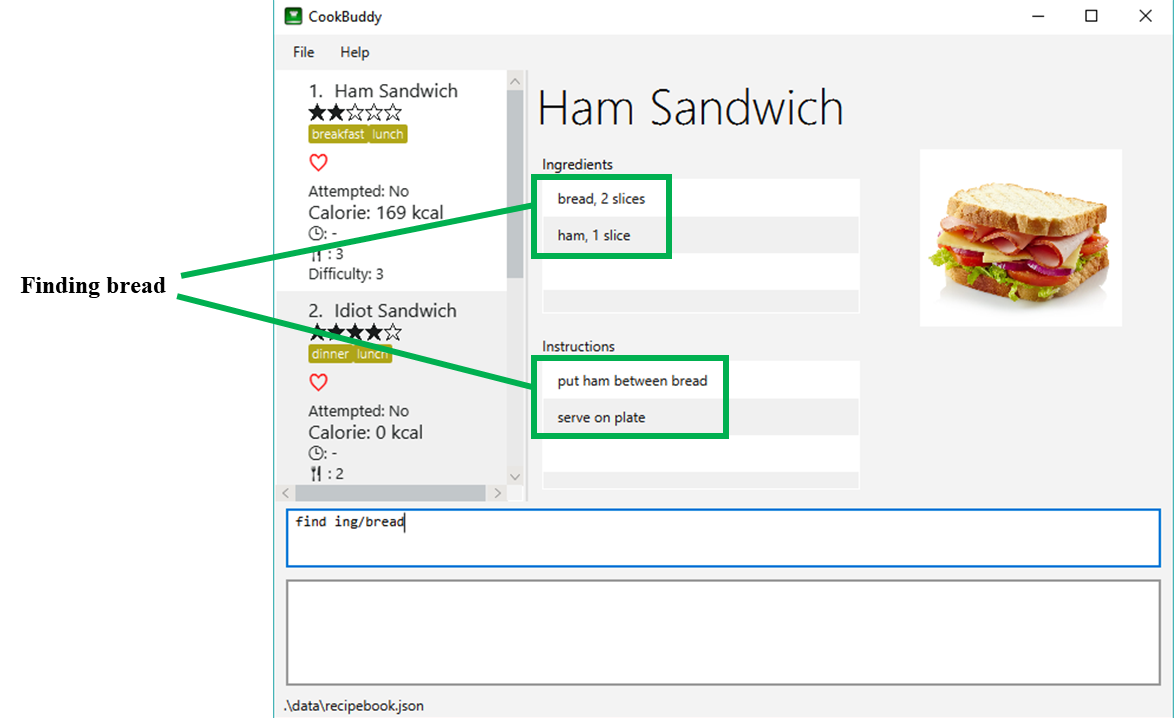 CookBuddy
File Help
1. Ham Sandwich
breakfast lunch
Attempted: No
Calorie: 169 kcal
: -
: 3
Difficulty: 3
2. Idiot Sandwich
dinner lunch
Attempted: No
Calorie: 0 kcal
: -
: 2
Finding bread
Ham Sandwich
Ingredients
bread, 2 slices
ham, 1 slice
Instructions
put ham between bread
serve on plate
find ing/bread
.\data\recipebook.json